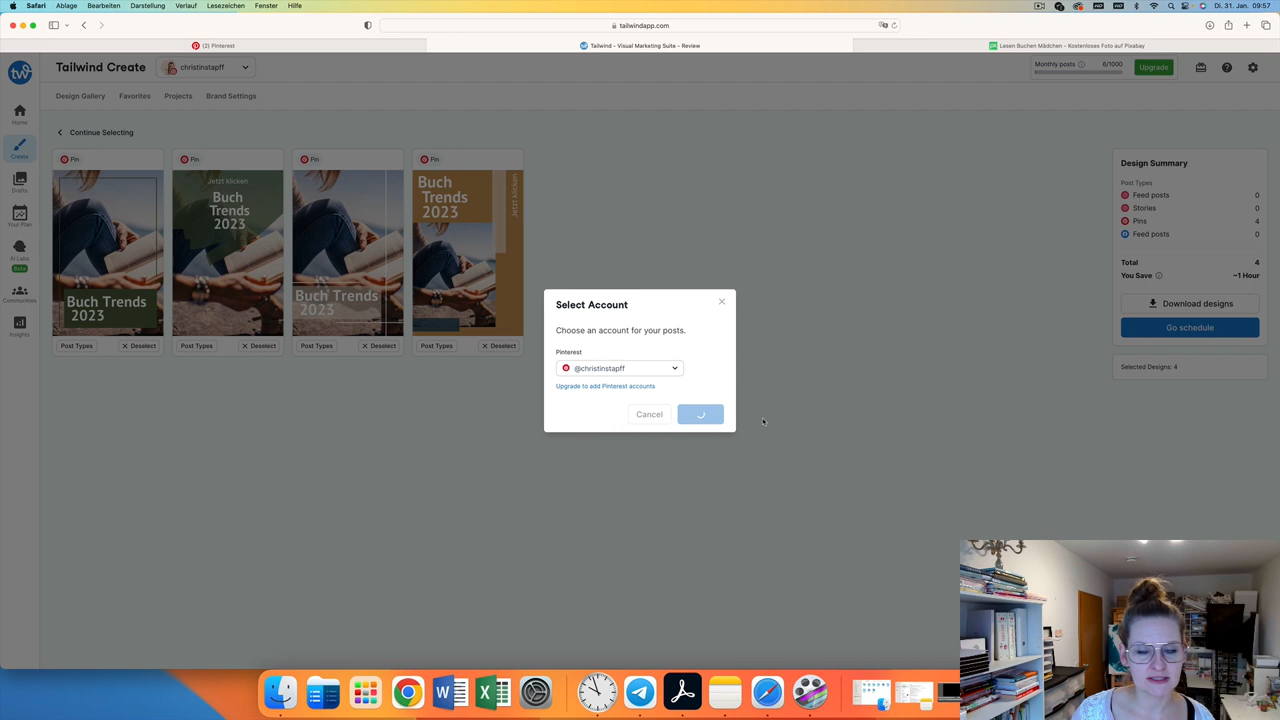 Safari Ablage Bearbeiten Darstellung Verlauf Lesezeichen Fenster Hilfe
Di. 31. Jan. 09:57
tailwindapp.com
(2) Pinterest
Tailwind - Visual Marketing Suite - Review
Lesen Buchen Mädchen - Kostenloses Foto auf Pixabay
Tailwind Create
christinstapff
Monthly posts 6/1000
Upgrade
Design Gallery Favorites Projects Brand Settings
Home
Create
Drafts
Your Plan
AI Labs
Beta
Communities
Insights
Continue Selecting
Pin
Buch Trends
2023
Post Types Deselect
Pin
Jetzt klicken
Buch
Trends
2023
Post Types Deselect
Pin
Buch Trends
2023
Post Types Deselect
Pin
Buch
Trends
2023
Jetzt klicken
Post Types Deselect
Select Account
Choose an account for your posts.
Pinterest
@christinstapff
Upgrade to add Pinterest accounts
Cancel
Design Summary
Post Types
Feed posts 0
Stories 0
Pins 4
Feed posts 0
Total 4
You Save ~1 Hour
Download designs
Go schedule
Selected Designs: 4